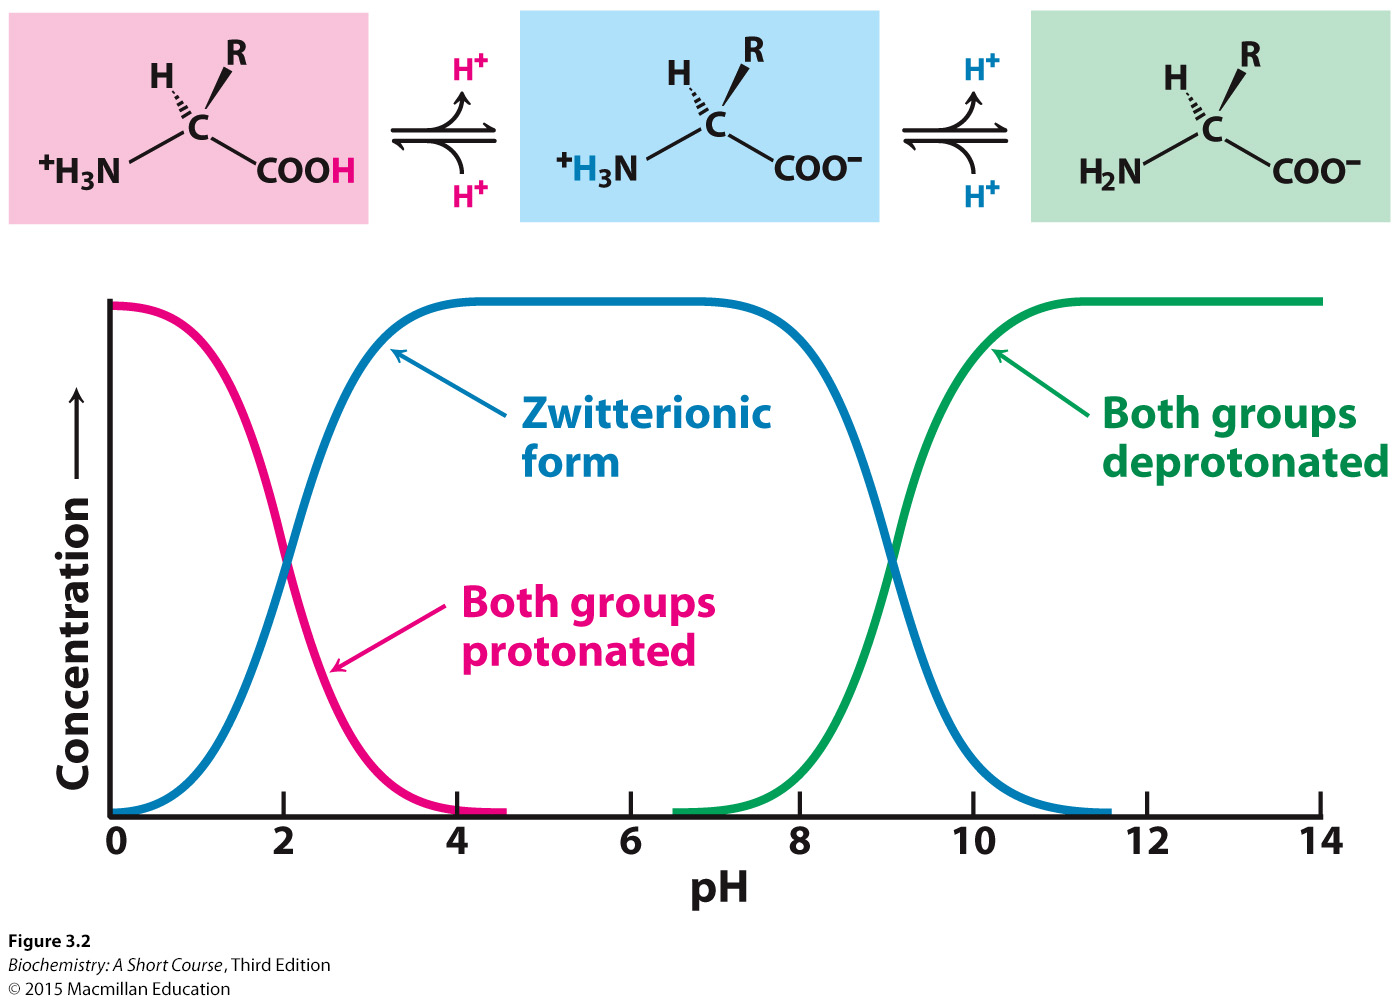 H R C ⁺H₃N COOH
H⁺
H⁺
H R C ⁺H₃N COO⁻
H⁺
H⁺
H R C H₂N COO⁻
Concentration
Zwitterionic
form
Both groups
deprotonated
Both groups
protonated
0 2 4 6 8 10 12 14
pH
Figure 3.2
Biochemistry: A Short Course, Third Edition
© 2015 Macmillan Education